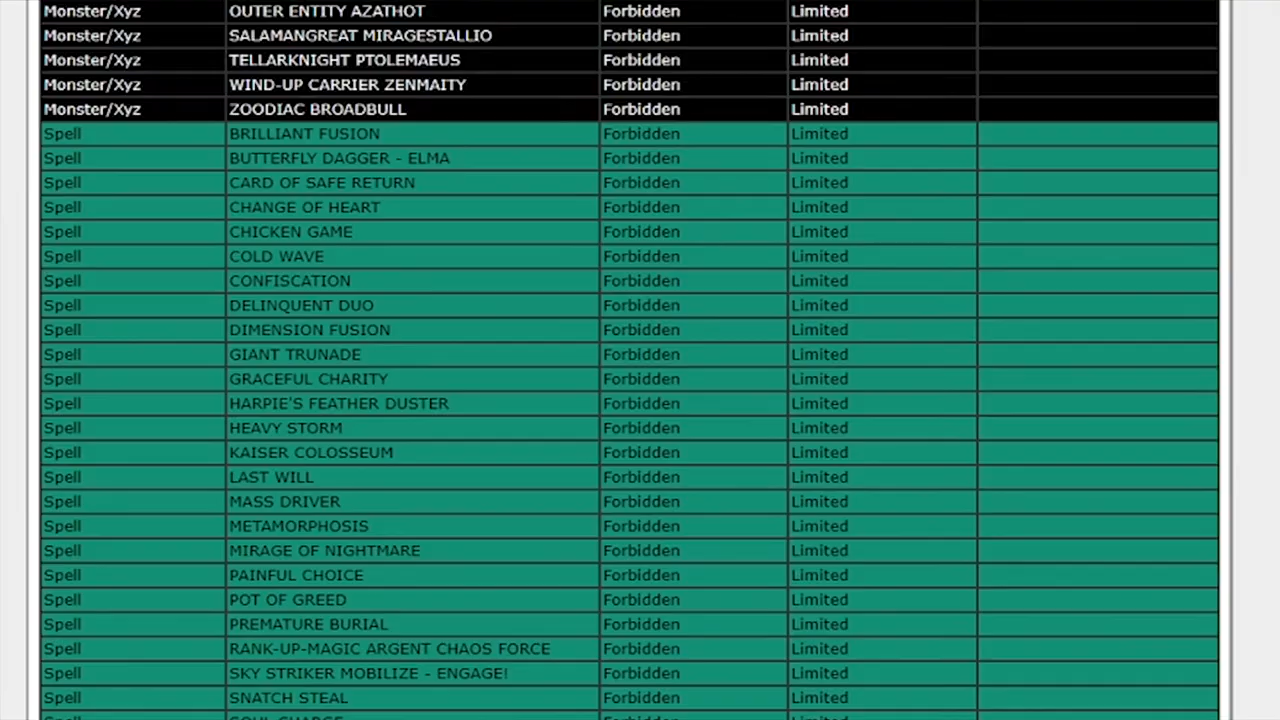 Monster/Xyz OUTER ENTITY AZATHOT Forbidden Limited
Monster/Xyz SALAMANGREAT MIRAGESTALLIO Forbidden Limited
Monster/Xyz TELLARKNIGHT PTOLEMAEUS Forbidden Limited
Monster/Xyz WIND-UP CARRIER ZENMAITY Forbidden Limited
Monster/Xyz ZOODIAC BROADBULL Forbidden Limited
Spell BRILLIANT FUSION Forbidden Limited
Spell BUTTERFLY DAGGER - ELMA Forbidden Limited
Spell CARD OF SAFE RETURN Forbidden Limited
Spell CHANGE OF HEART Forbidden Limited
Spell CHICKEN GAME Forbidden Limited
Spell COLD WAVE Forbidden Limited
Spell CONFISCATION Forbidden Limited
Spell DELINQUENT DUO Forbidden Limited
Spell DIMENSION FUSION Forbidden Limited
Spell GIANT TRUNADE Forbidden Limited
Spell GRACEFUL CHARITY Forbidden Limited
Spell HARPIE'S FEATHER DUSTER Forbidden Limited
Spell HEAVY STORM Forbidden Limited
Spell KAISER COLOSSEUM Forbidden Limited
Spell LAST WILL Forbidden Limited
Spell MASS DRIVER Forbidden Limited
Spell METAMORPHOSIS Forbidden Limited
Spell MIRAGE OF NIGHTMARE Forbidden Limited
Spell PAINFUL CHOICE Forbidden Limited
Spell POT OF GREED Forbidden Limited
Spell PREMATURE BURIAL Forbidden Limited
Spell RANK-UP-MAGIC ARGENT CHAOS FORCE Forbidden Limited
Spell SKY STRIKER MOBILIZE - ENGAGE! Forbidden Limited
Spell SNATCH STEAL Forbidden Limited